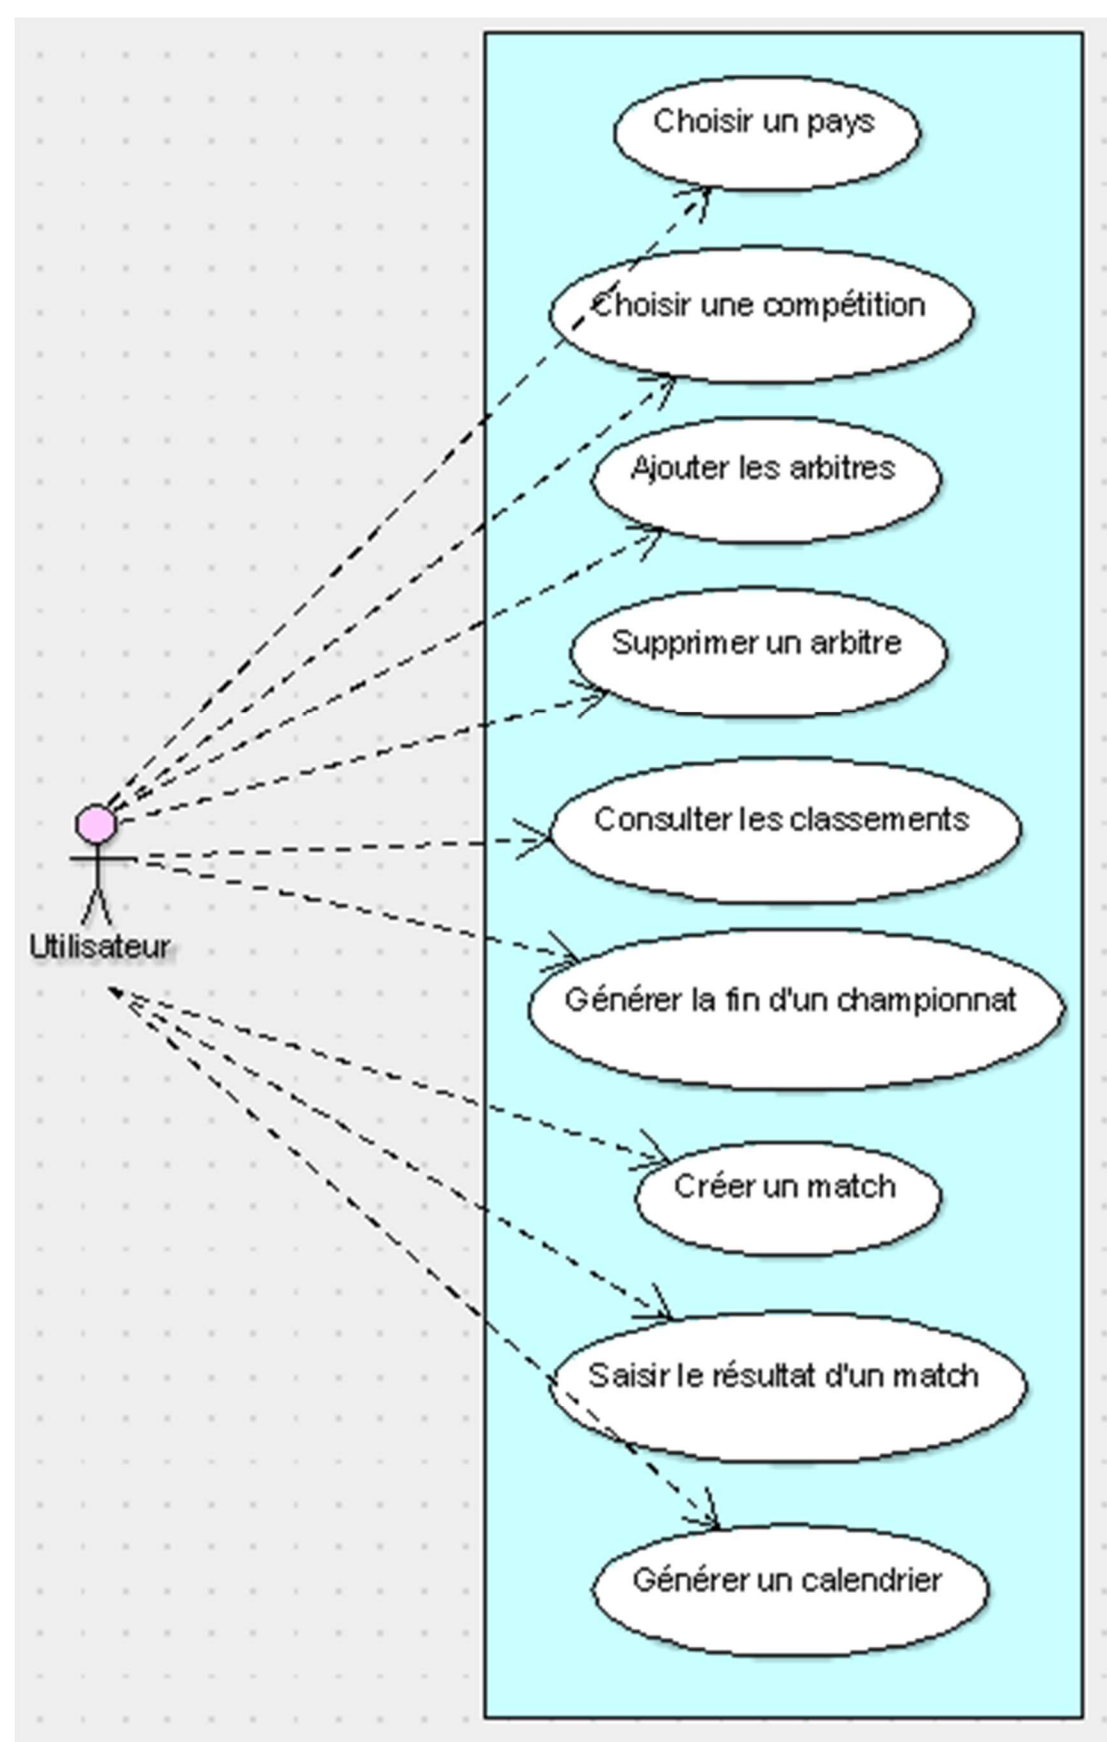 Choisir un pays
Choisir une compétition
Ajouter les arbitres
Supprimer un arbitre
Consulter les classements
Utilisateur
Générer la fin d'un championnat
Créer un match
Saisir le résultat d'un match
Générer un calendrier